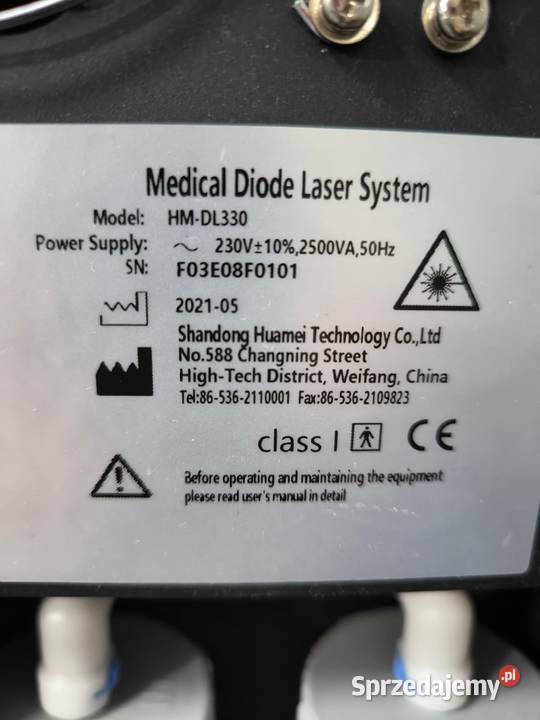 Medical Diode Laser System
Model: HM-DL330
Power Supply: ~ 230V±10%,2500VA,50Hz
SN: F03E08F0101
2021-05
Shandong Huamei Technology Co.,Ltd
No.588 Changning Street
High-Tech District, Weifang, China
Tel:86-536-2110001 Fax:86-536-2109823
class I CE
Before operating and maintaining the equipment
please read user's manual in detail
Sprzedajemy.pl